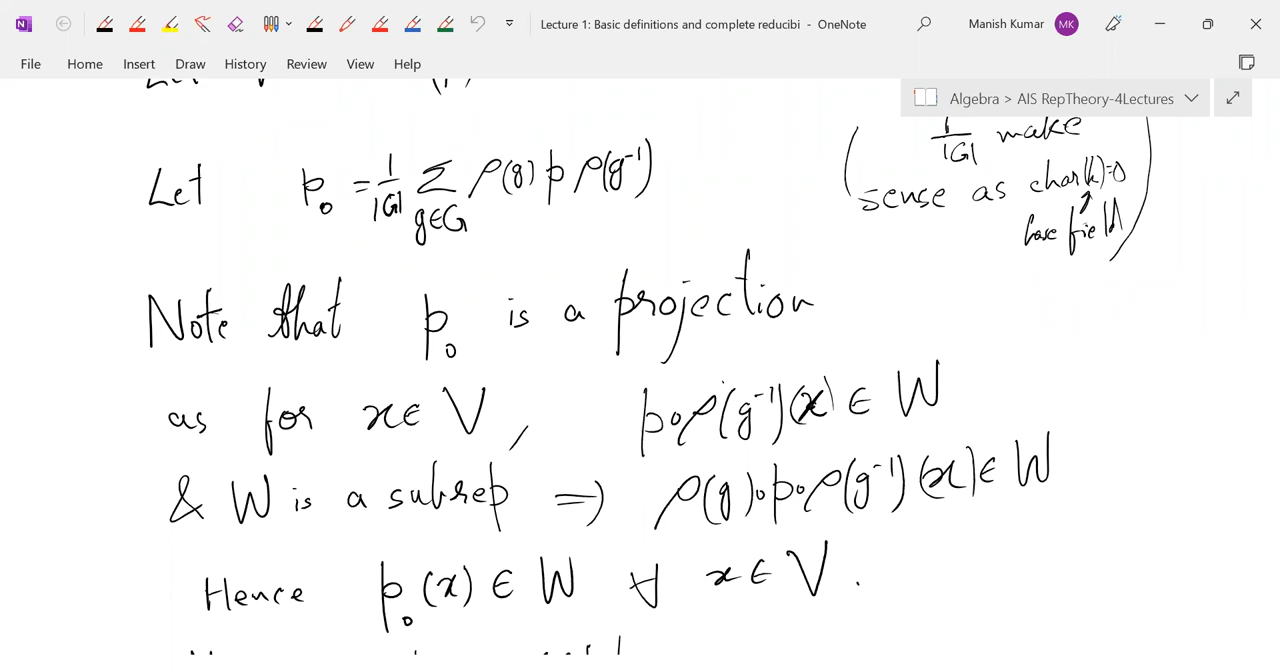 Lecture 1: Basic definitions and complete reducibi - OneNote
Manish Kumar
MK
File Home Insert Draw History Review View Help
Algebra > AIS RepTheory-4Lectures
Let p₀ = 1/|G| Σ_{g∈G} ρ(g) p ρ(g⁻¹)
( 1/|G| make
sense as char(k)=0
base field )
Note that p₀ is a projection
as for x ∈ V, p∘ρ(g⁻¹)(x) ∈ W
& W is a subrep ⇒ ρ(g)∘p∘ρ(g⁻¹)(x) ∈ W
Hence p₀(x) ∈ W ∀ x ∈ V.